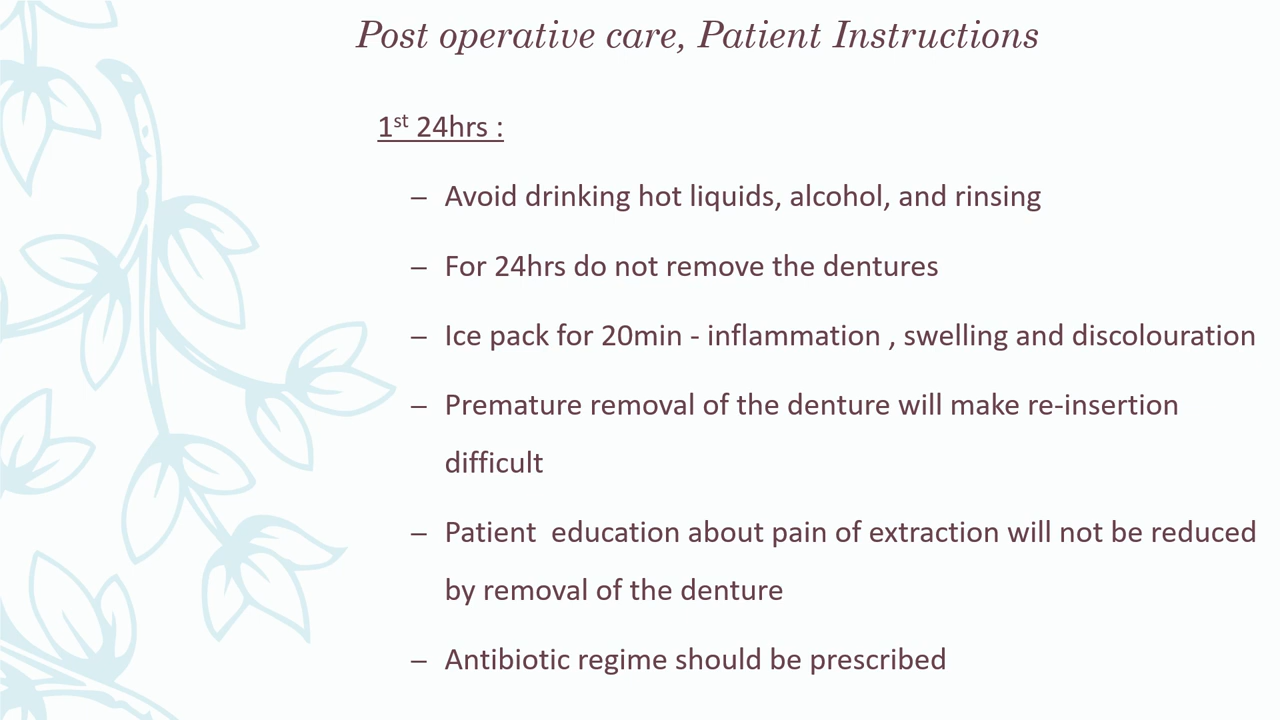 Post operative care, Patient Instructions
1st 24hrs :
– Avoid drinking hot liquids, alcohol, and rinsing
– For 24hrs do not remove the dentures
– Ice pack for 20min - inflammation , swelling and discolouration
– Premature removal of the denture will make re-insertion
difficult
– Patient  education about pain of extraction will not be reduced
by removal of the denture
– Antibiotic regime should be prescribed